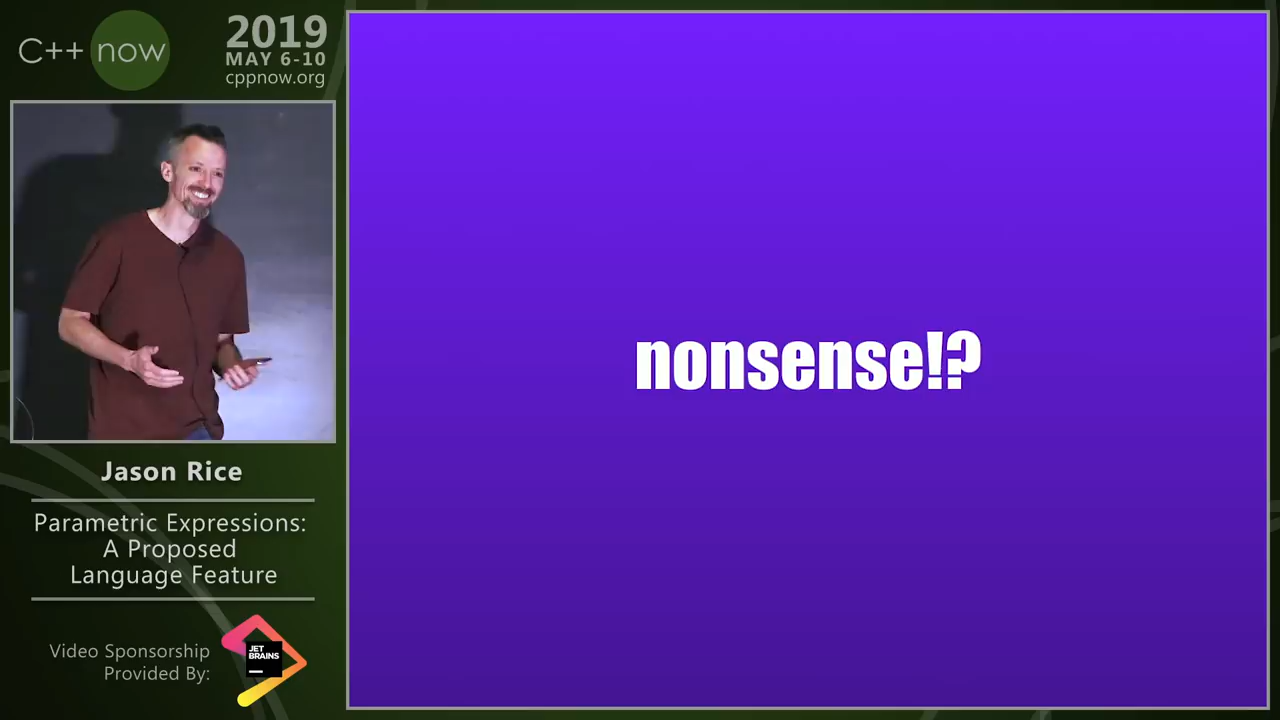 C++ now
2019
MAY 6-10
cppnow.org
nonsense!?
Jason Rice
Parametric Expressions:
A Proposed
Language Feature
Video Sponsorship
Provided By:
JET
BRAINS